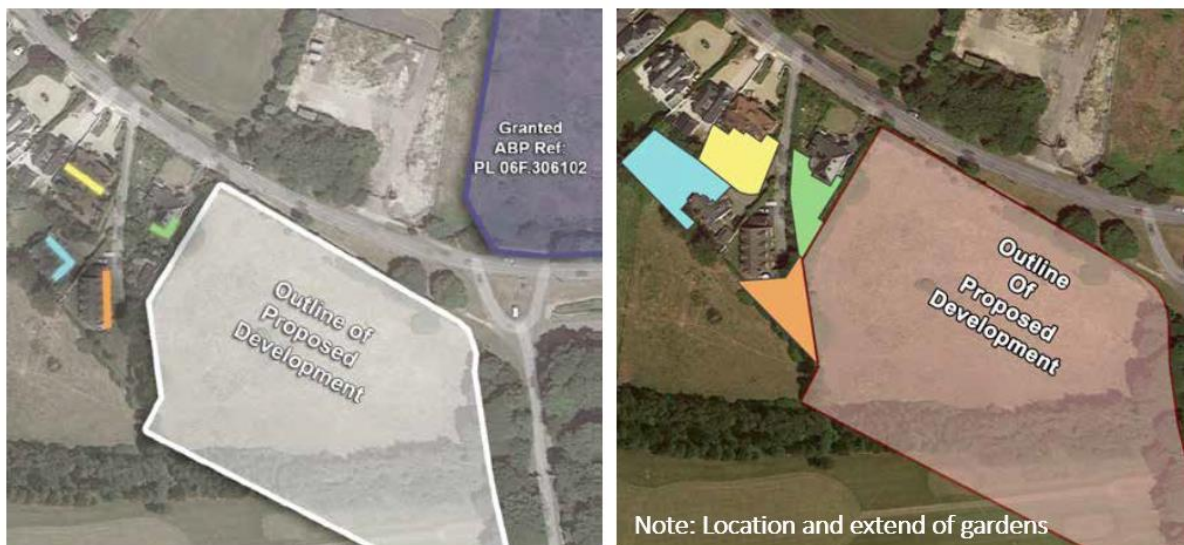 Granted
ABP Ref:
PL 06F.306102
Outline of
Proposed
Development
Outline
Of
Proposed
Development
Note: Location and extend of gardens